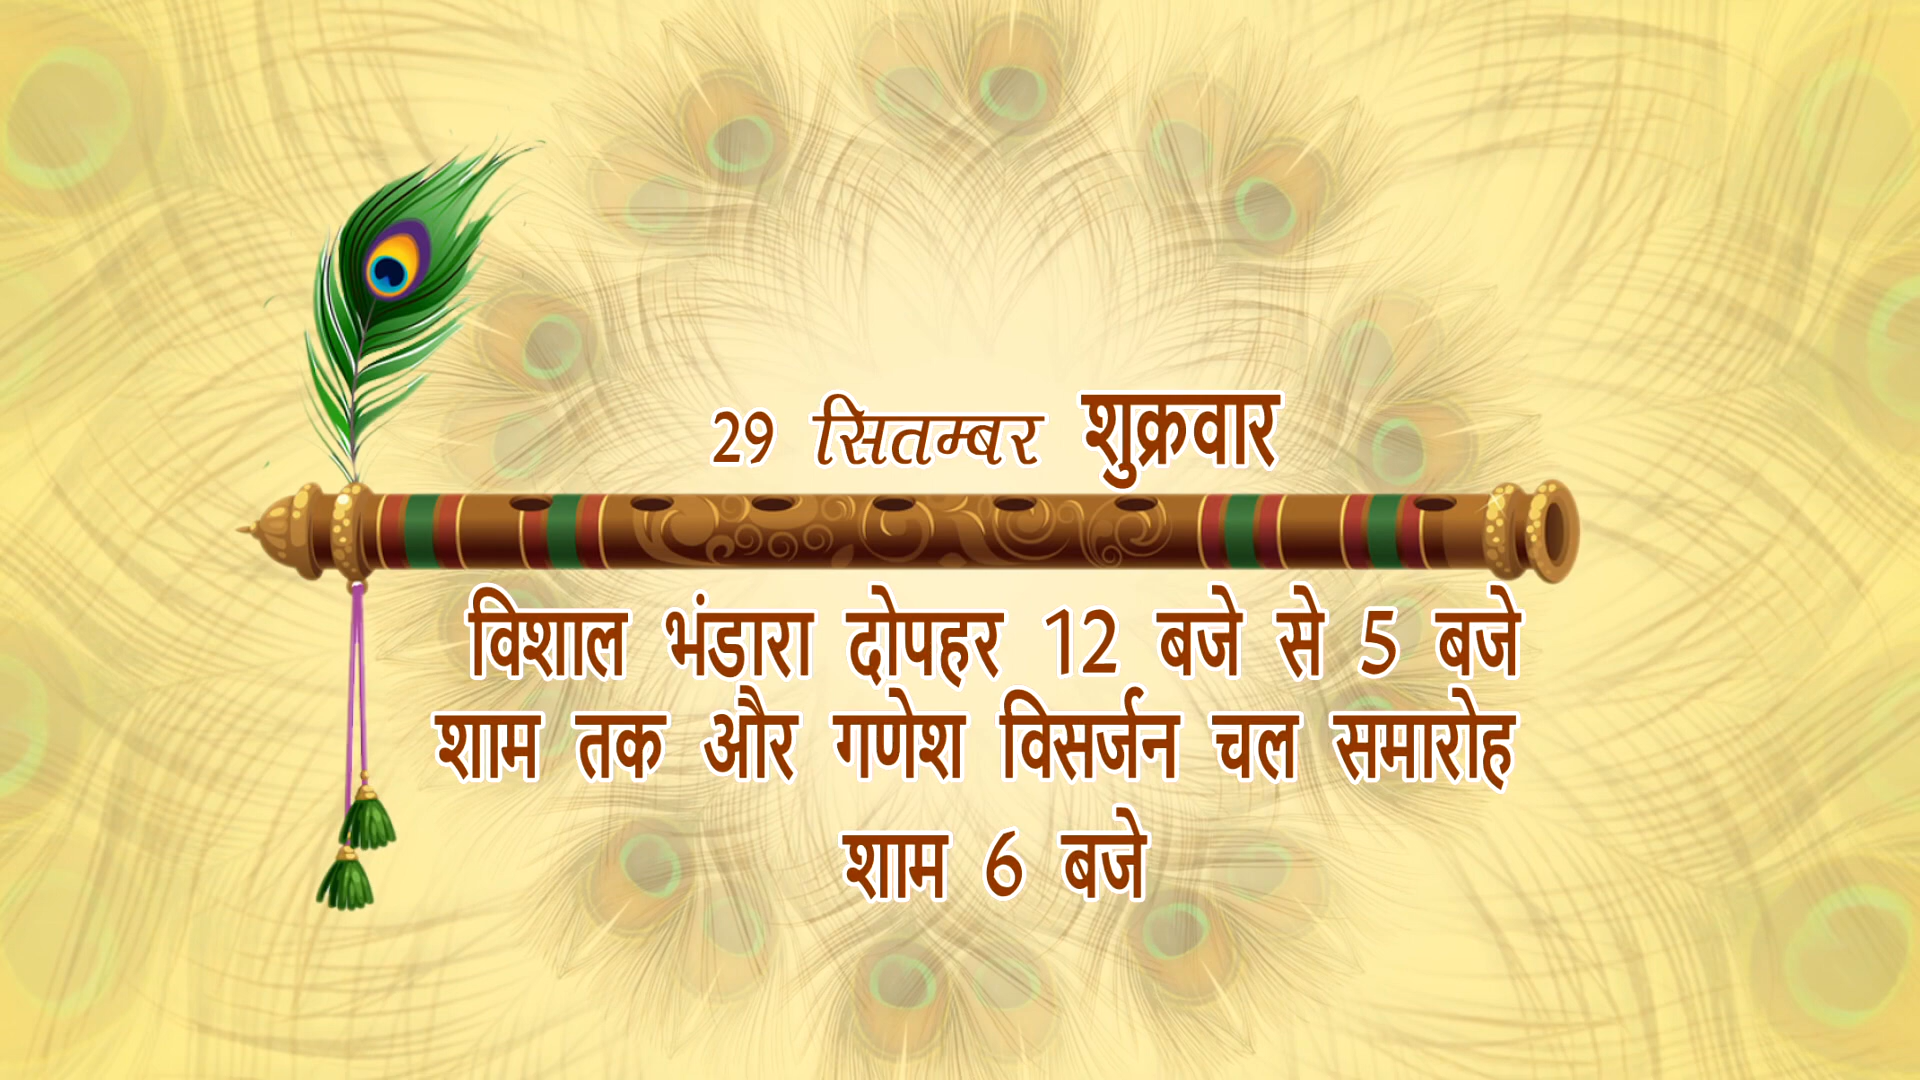 29 सितम्बर शुक्रवार
विशाल भंडारा दोपहर 12 बजे से 5 बजे
शाम तक और गणेश विसर्जन चल समारोह
शाम 6 बजे